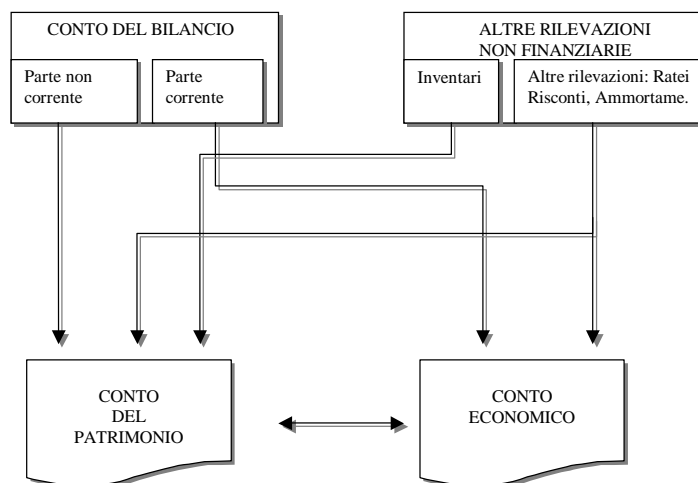 CONTO DEL BILANCIO
Parte non
corrente
Parte
corrente
ALTRE RILEVAZIONI
NON FINANZIARIE
Inventari
Altre rilevazioni: Ratei
Risconti, Ammortame.
CONTO
DEL
PATRIMONIO
CONTO
ECONOMICO